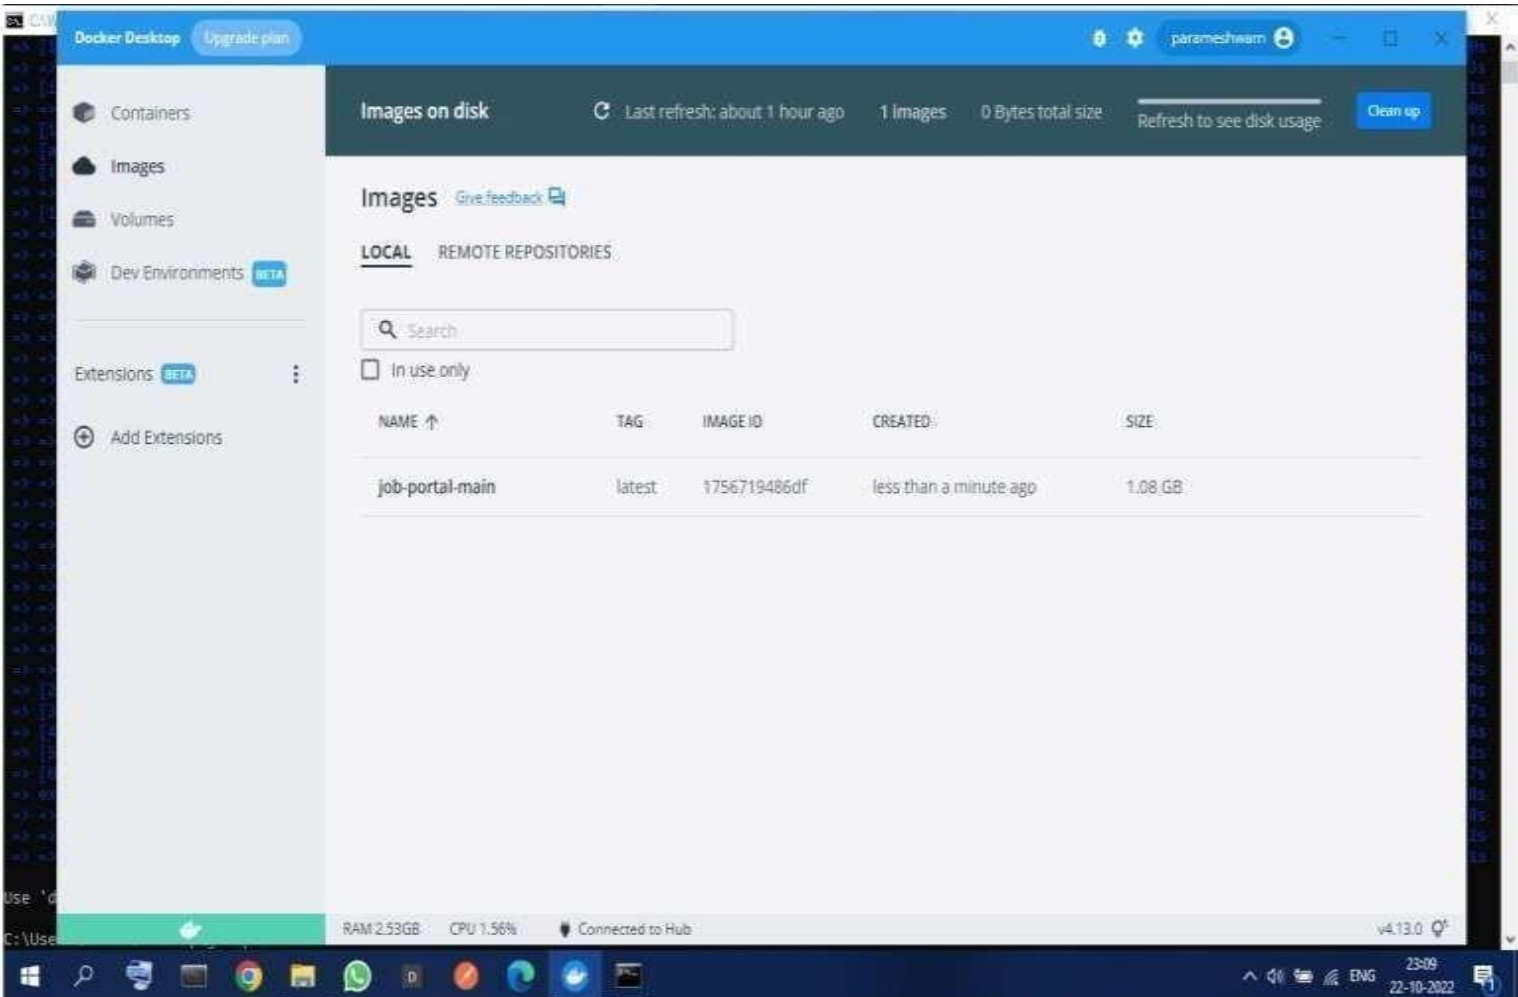 Docker Desktop Upgrade plan parameshwarn
Containers
Images
Volumes
Dev Environments BETA
Extensions BETA
Add Extensions
Images on disk Last refresh: about 1 hour ago 1 images 0 Bytes total size Refresh to see disk usage Clean up
Images Give feedback
LOCAL REMOTE REPOSITORIES
Search
In use only
NAME TAG IMAGE ID CREATED SIZE
job-portal-main latest 1756719486df less than a minute ago 1.08 GB
Use 'd
C:\Use
RAM 2.53GB CPU 1.56% Connected to Hub v4.13.0
ENG 23:09
22-10-2022